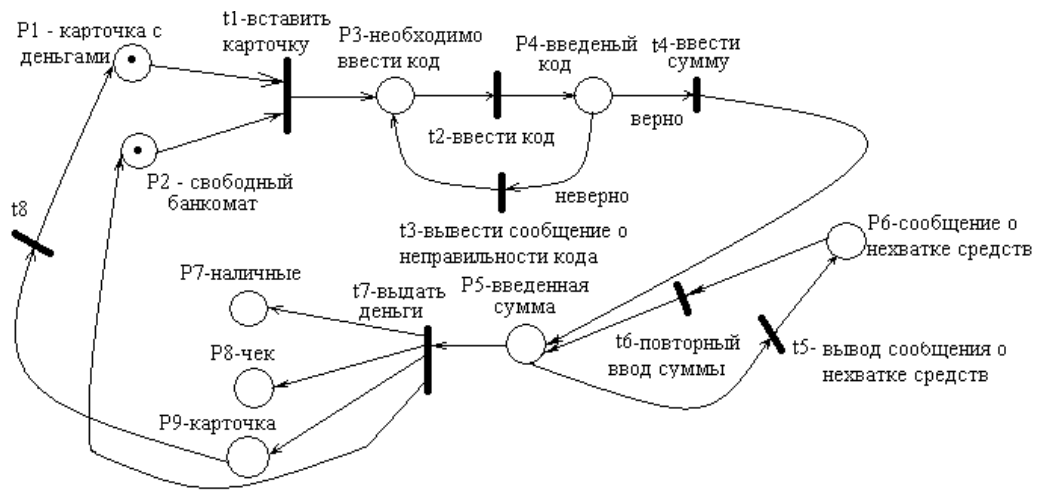 P1 - карточка с
деньгами
t1-вставить
карточку
P3-необходимо
ввести код
P4-введеный
код
t4-ввести
сумму
верно
t2-ввести код
P2 - свободный
банкомат
неверно
t3-вывести сообщение о
неправильности кода
t8
P6-сообщение о
нехватке средств
P7-наличные
t7-выдать
деньги
P5-введенная
сумма
t6-повторный
ввод суммы
t5- вывод сообщения о
нехватке средств
P8-чек
P9-карточка